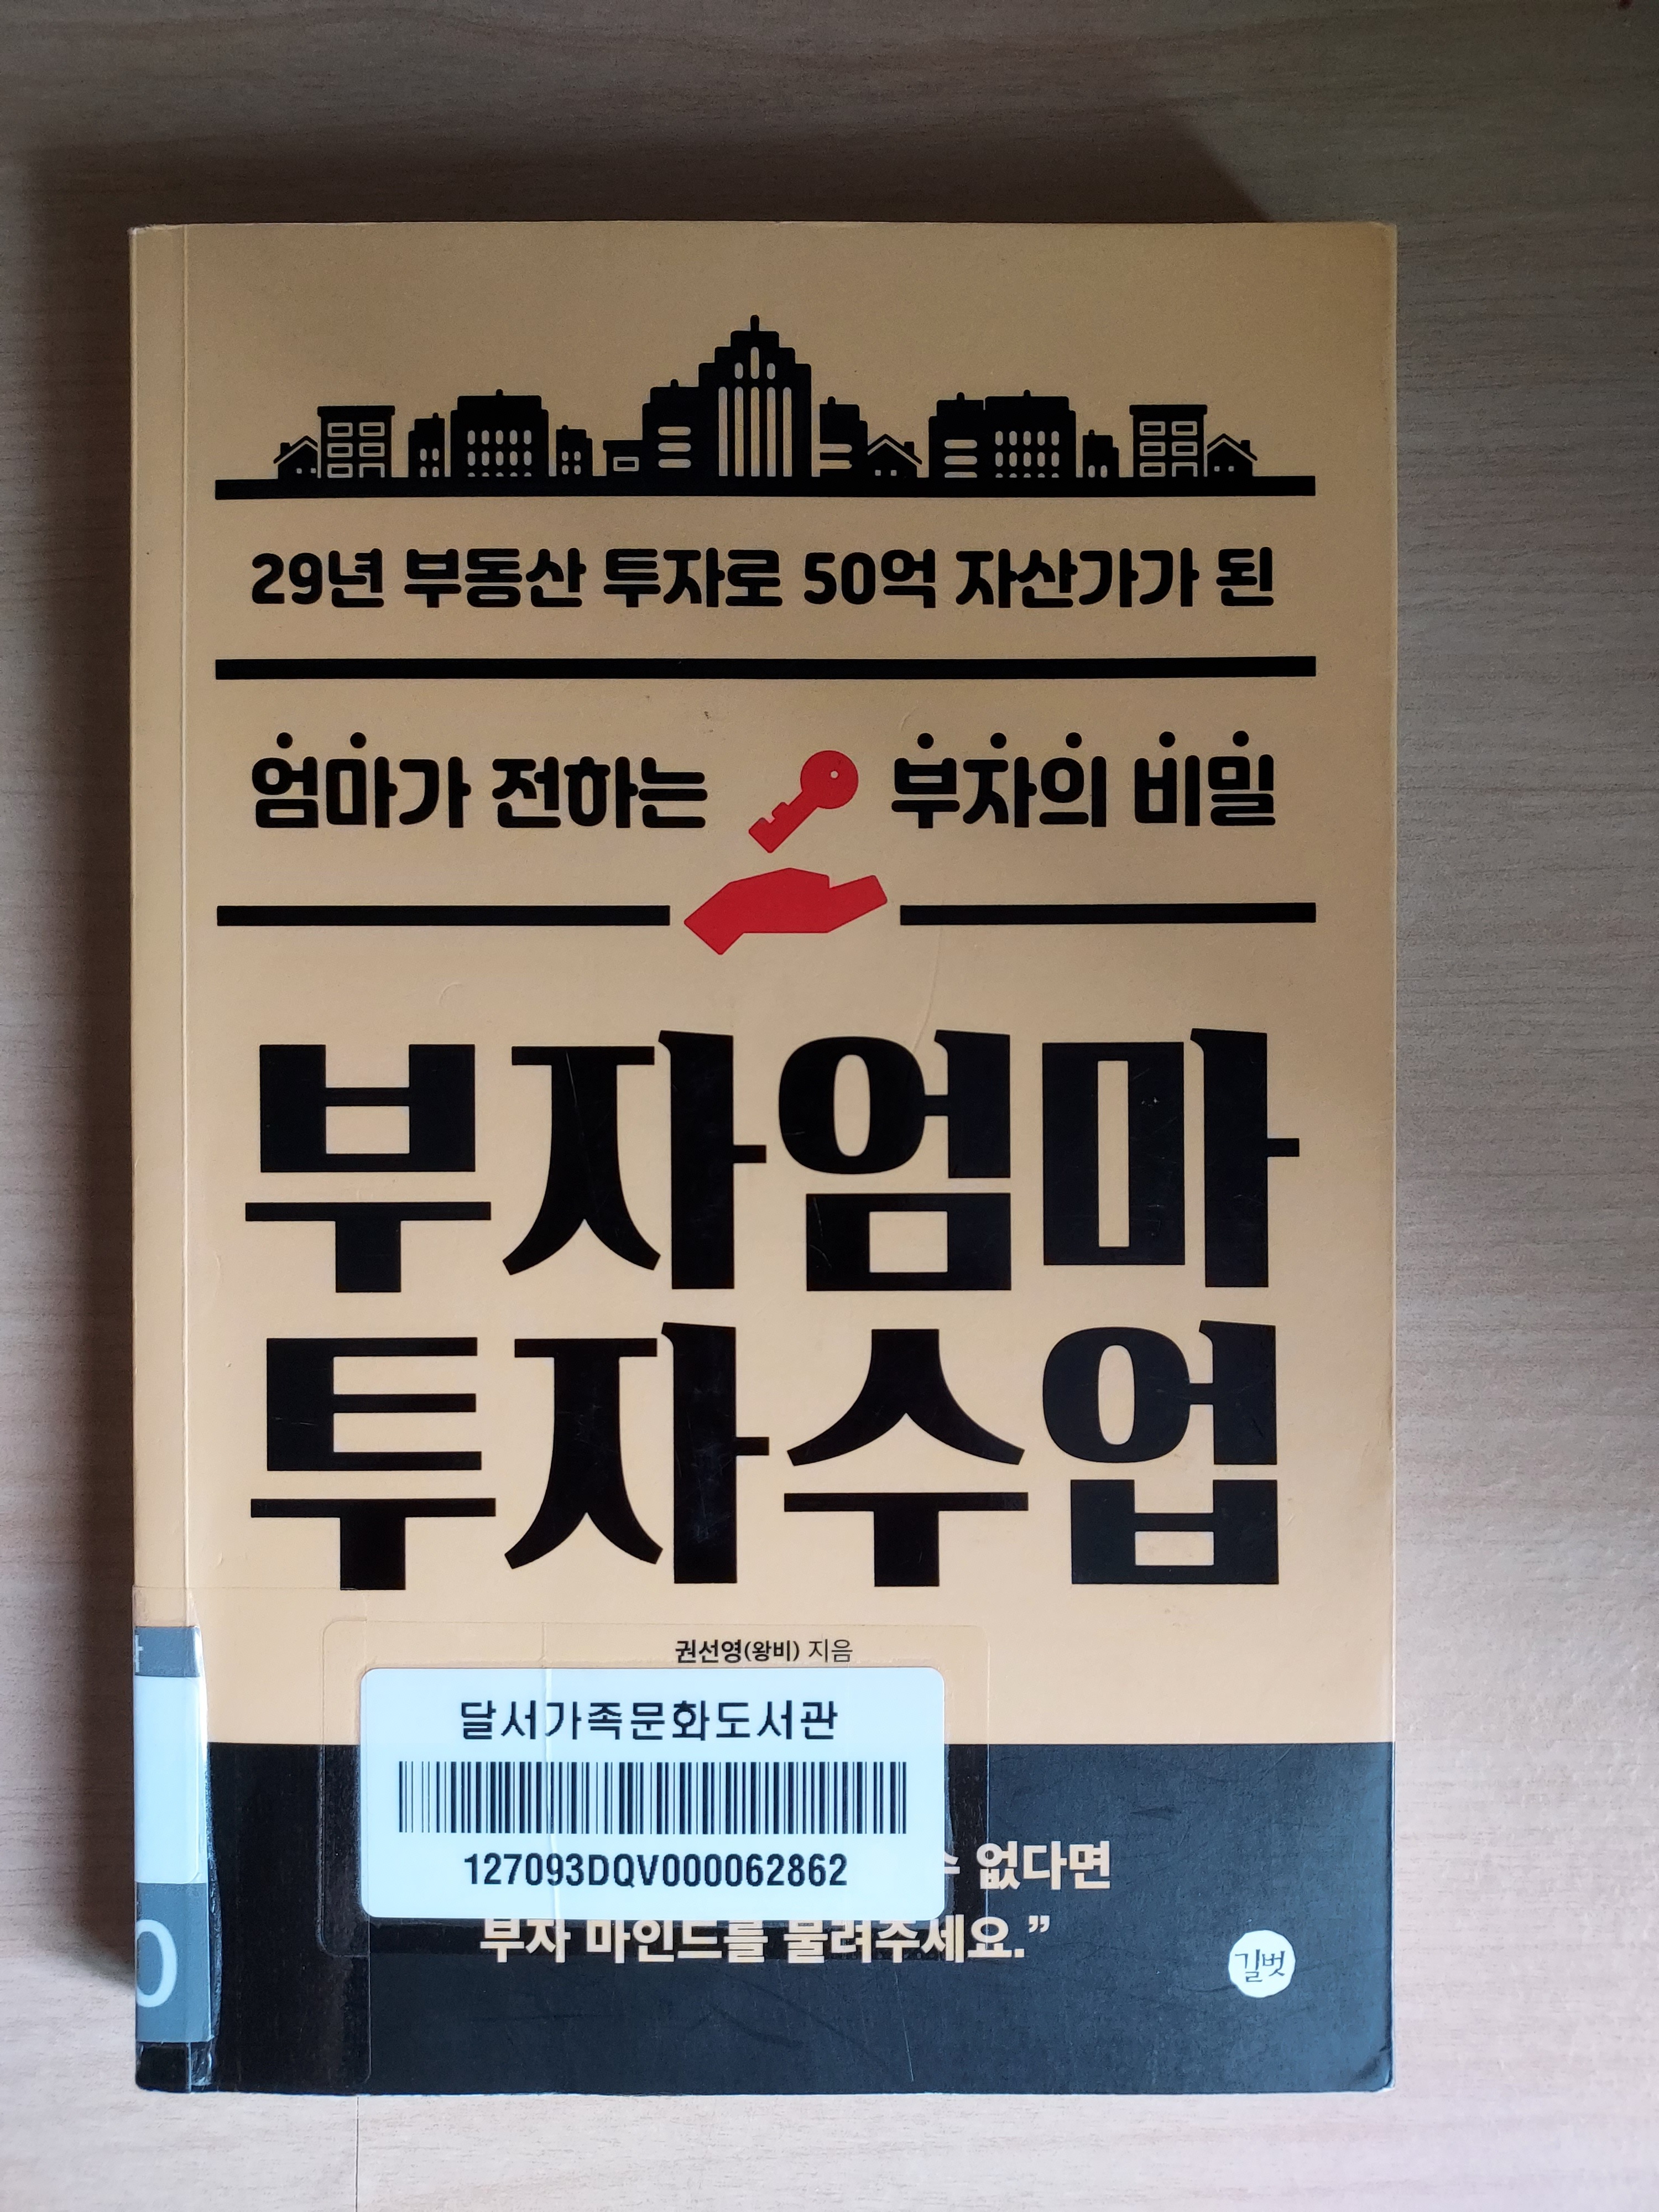 29년 부동산 투자로 50억 자산가가 된
엄마가 전하는 부자의 비밀
부자엄마
투자수업
권선영(왕비) 지음
달서가족문화도서관
127093DQV000062862
없다면
부자 마인드를 물려주세요.”
길벗